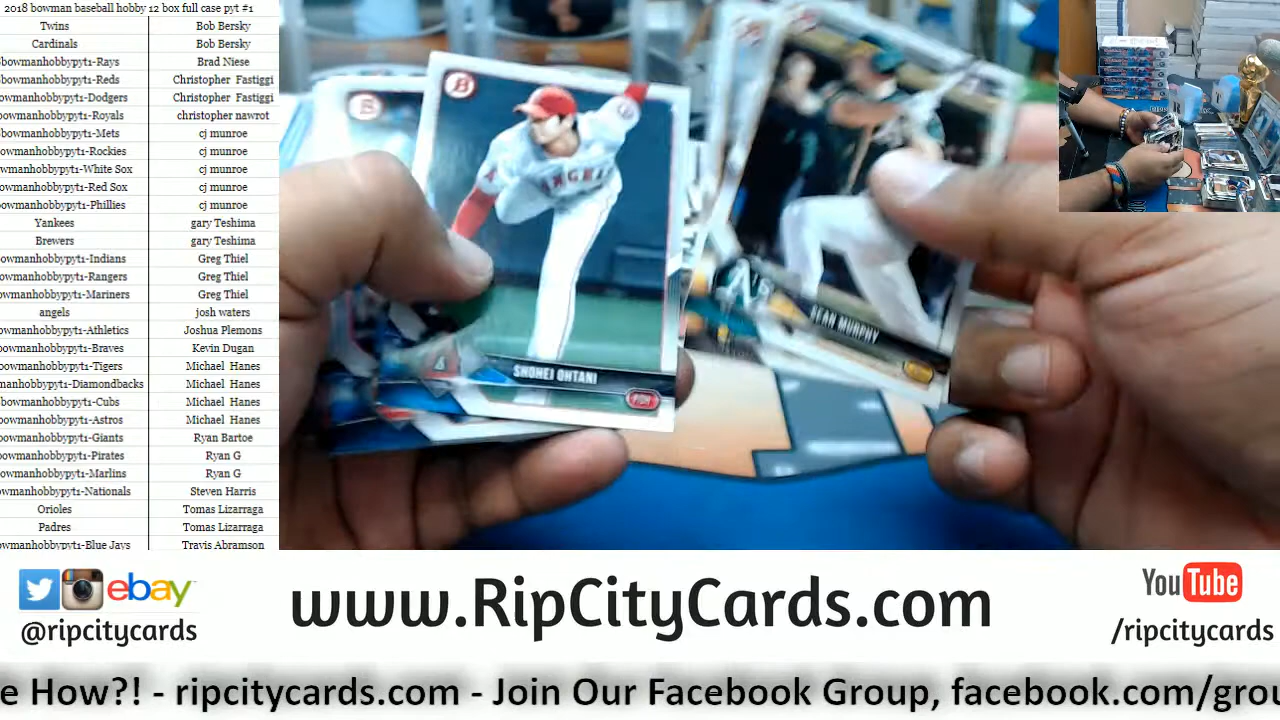 2018 bowman baseball hobby 12 box full case pyt #1
Twins Bob Bersky
Cardinals Bob Bersky
bowmanhobbypyt1-Rays Brad Niese
owmanhobbypyt1-Reds Christopher Fastiggi
owmanhobbypyt1-Dodgers Christopher Fastiggi
owmanhobbypyt1-Royals christopher nawrot
bowmanhobbypyt1-Mets cj munroe
owmanhobbypyt1-Rockies cj munroe
owmanhobbypyt1-White Sox cj munroe
owmanhobbypyt1-Red Sox cj munroe
owmanhobbypyt1-Phillies cj munroe
Yankees gary Teshima
Brewers gary Teshima
owmanhobbypyt1-Indians Greg Thiel
owmanhobbypyt1-Rangers Greg Thiel
owmanhobbypyt1-Mariners Greg Thiel
angels josh waters
owmanhobbypyt1-Athletics Joshua Plemons
owmanhobbypyt1-Braves Kevin Dugan
owmanhobbypyt1-Tigers Michael Hanes
manhobbypyt1-Diamondbacks Michael Hanes
bowmanhobbypyt1-Cubs Michael Hanes
owmanhobbypyt1-Astros Michael Hanes
owmanhobbypyt1-Giants Ryan Bartoe
owmanhobbypyt1-Pirates Ryan G
owmanhobbypyt1-Marlins Ryan G
wmanhobbypyt1-Nationals Steven Harris
Orioles Tomas Lizarraga
Padres Tomas Lizarraga
owmanhobbypyt1-Blue Jays Travis Abramson
B
B
ANGELS
SHOHEI OHTANI
A's
SEAN MURPHY
ebay
@ripcitycards
www.RipCityCards.com
YouTube
/ripcitycards
e How?! - ripcitycards.com - Join Our Facebook Group, facebook.com/grou